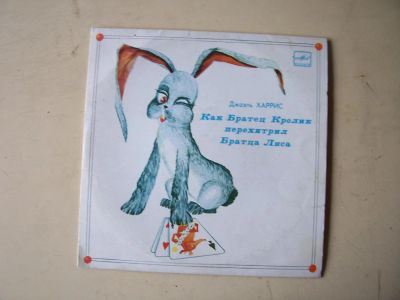 Джоэль ХАРРИС
Как Братец Кролик
перехитрил
Братца Лиса